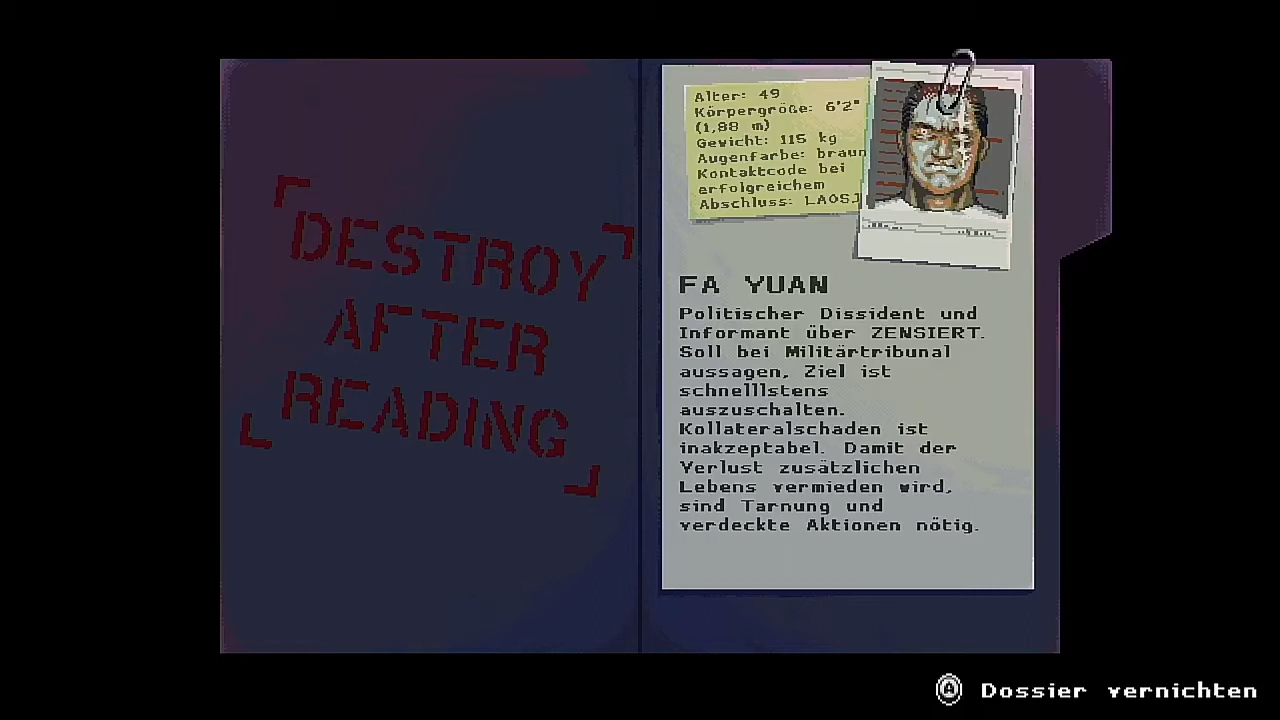 DESTROY
AFTER
READING
Alter: 49
Körpergröße: 6'2"
(1,88 m)
Gewicht: 115 kg
Augenfarbe: braun
Kontaktcode bei
erfolgreichem
Abschluss: LAOSJ
FA YUAN
Politischer Dissident und
Informant über ZENSIERT.
Soll bei Militärtribunal
aussagen, Ziel ist
schnelllstens
auszuschalten.
Kollateralschaden ist
inakzeptabel. Damit der
Verlust zusätzlichen
Lebens vermieden wird,
sind Tarnung und
verdeckte Aktionen nötig.
A Dossier vernichten